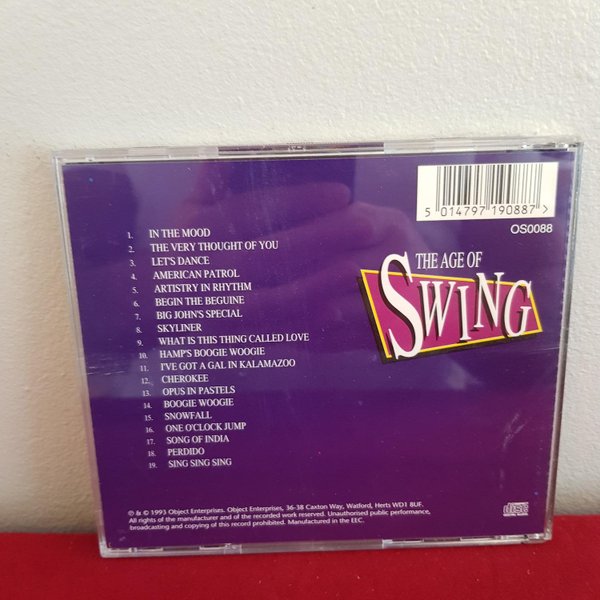 5 014797 190887 >
OS0088
THE AGE OF
SWING
1. IN THE MOOD
2. THE VERY THOUGHT OF YOU
3. LET'S DANCE
4. AMERICAN PATROL
5. ARTISTRY IN RHYTHM
6. BEGIN THE BEGUINE
7. BIG JOHN'S SPECIAL
8. SKYLINER
9. WHAT IS THIS THING CALLED LOVE
10. HAMP'S BOOGIE WOOGIE
11. I'VE GOT A GAL IN KALAMAZOO
12. CHEROKEE
13. OPUS IN PASTELS
14. BOOGIE WOOGIE
15. SNOWFALL
16. ONE O'CLOCK JUMP
17. SONG OF INDIA
18. PERDIDO
19. SING SING SING
℗ & © 1993 Object Enterprises. Object Enterprises, 36-38 Caxton Way, Watford, Herts WD1 8UF.
All rights of the manufacturer and of the recorded work reserved. Unauthorised public performance,
broadcasting and copying of this record prohibited. Manufactured in the EEC.